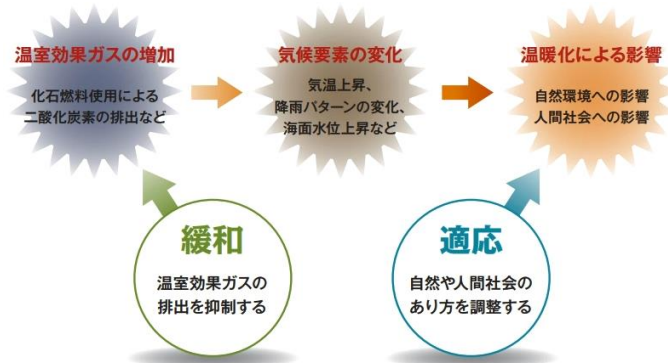 温室効果ガスの増加
化石燃料使用による
二酸化炭素の排出など
気候要素の変化
気温上昇、
降雨パターンの変化、
海面水位上昇など
温暖化による影響
自然環境への影響
人間社会への影響
緩和
温室効果ガスの
排出を抑制する
適応
自然や人間社会の
あり方を調整する